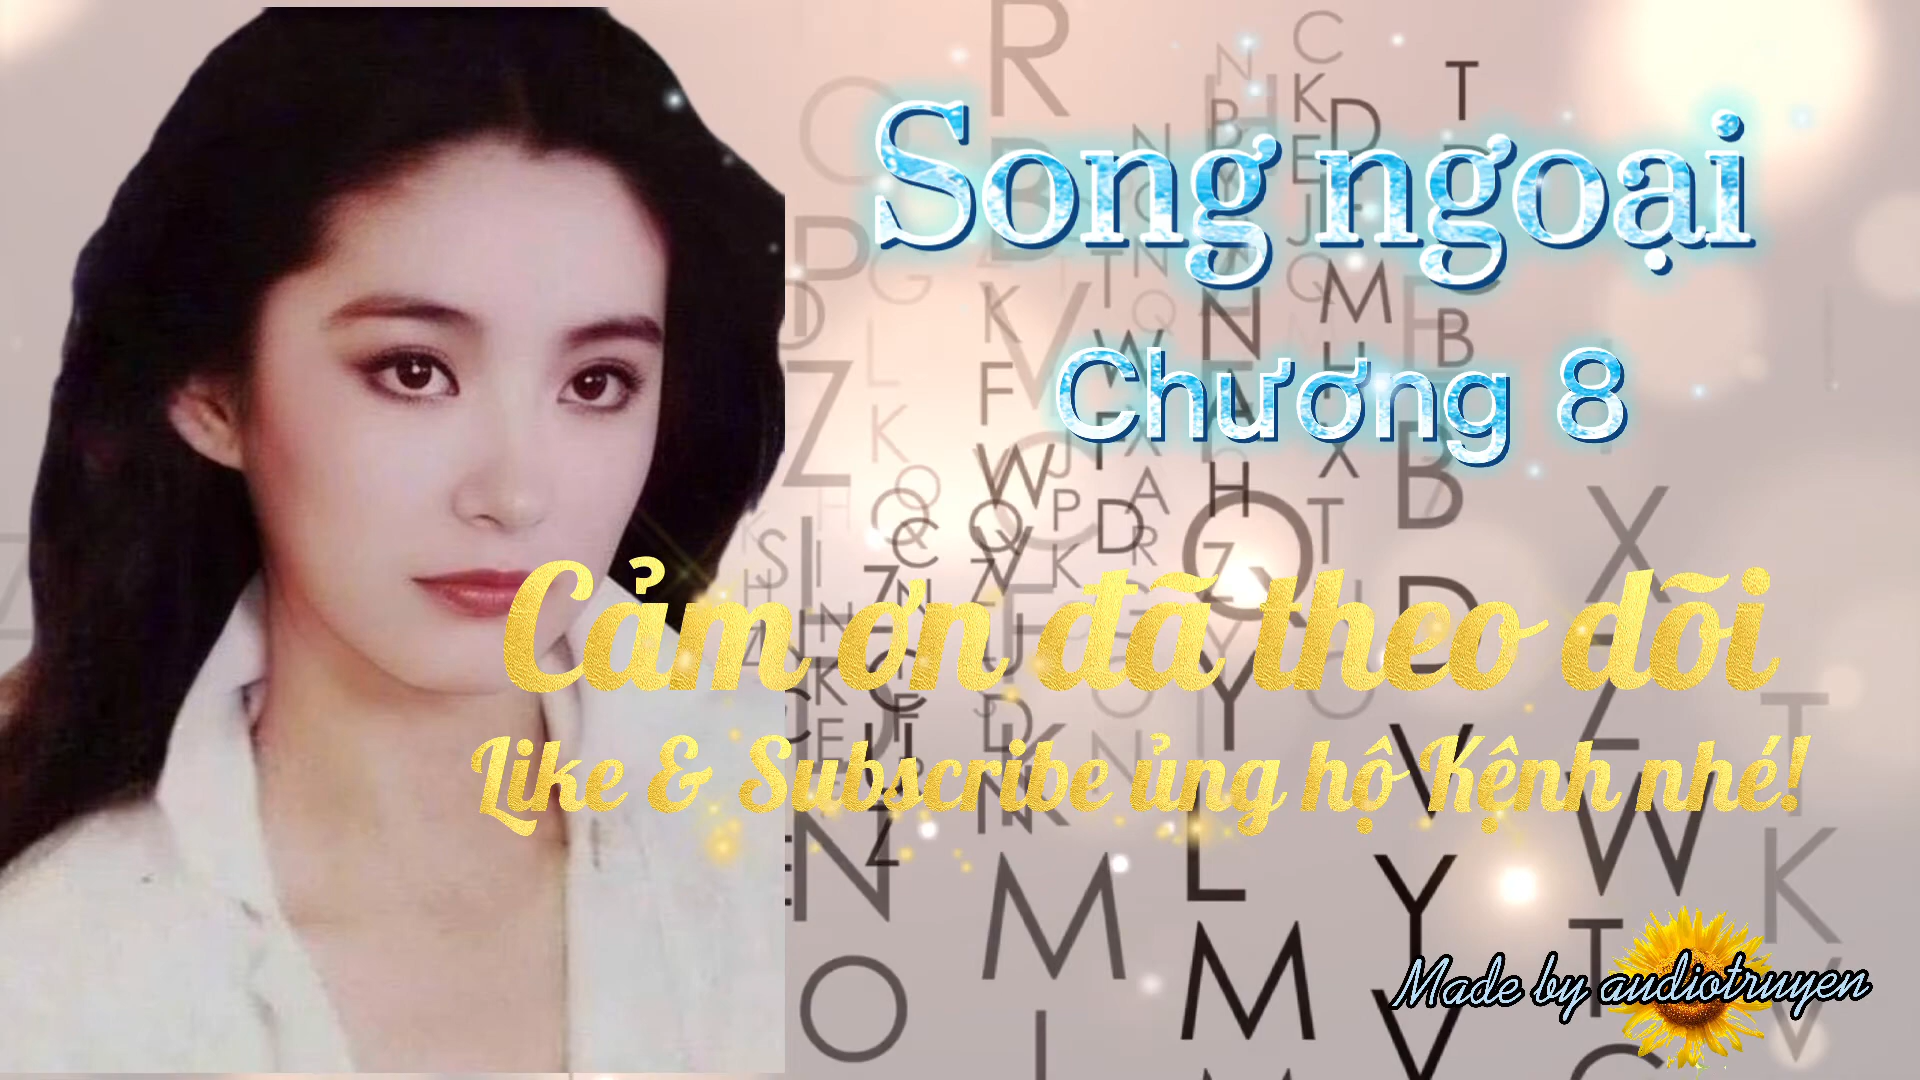 Song ngoại
Chương 8
Cảm ơn đã theo dõi
Like & Subscribe ủng hộ Kênh nhé!
Made by audiotruyen